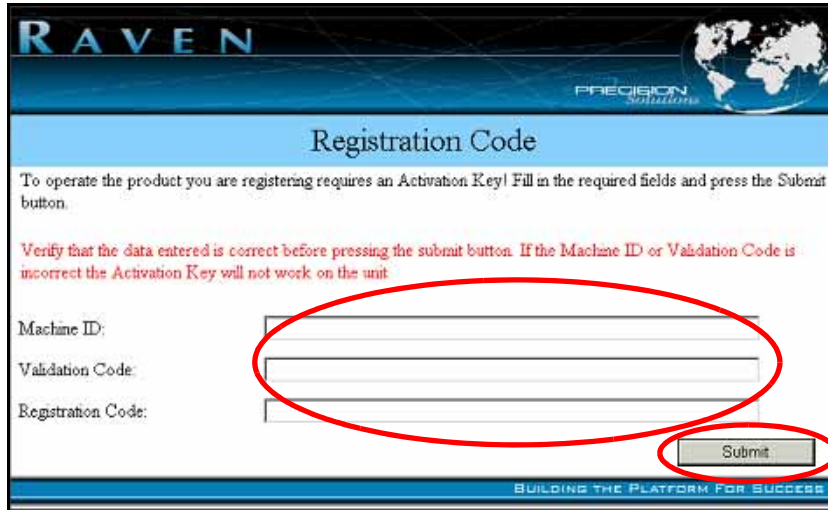 RAVEN
PRECISION
Solutions
Registration Code
To operate the product you are registering requires an Activation Key! Fill in the required fields and press the Submit
button.
Verify that the data entered is correct before pressing the submit button. If the Machine ID or Validation Code is
incorrect the Activation Key will not work on the unit
Machine ID:
Validation Code:
Registration Code:
Submit
BUILDING THE PLATFORM FOR SUCCESS